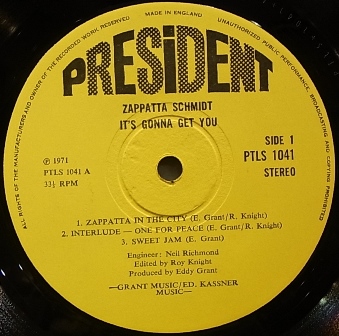 ALL RIGHTS OF THE MANUFACTURERS AND OWNER OF THE RECORDED WORK RESERVED MADE IN ENGLAND UNAUTHORISED PUBLIC PERFORMANCE, BROADCASTING AND COPYING PROHIBITED
PRESiDENT
ZAPPATTA SCHMIDT
IT'S GONNA GET YOU
℗ 1971
PTLS 1041 A
33⅓ RPM
SIDE 1
PTLS 1041
STEREO
1. ZAPPATTA IN THE CITY (E. Grant/R. Knight)
2. INTERLUDE — ONE FOR PEACE (E. Grant/R. Knight)
3. SWEET JAM (E. Grant)
Engineer: Neil Richmond
Edited by Roy Knight
Produced by Eddy Grant
—GRANT MUSIC/ED. KASSNER
MUSIC—